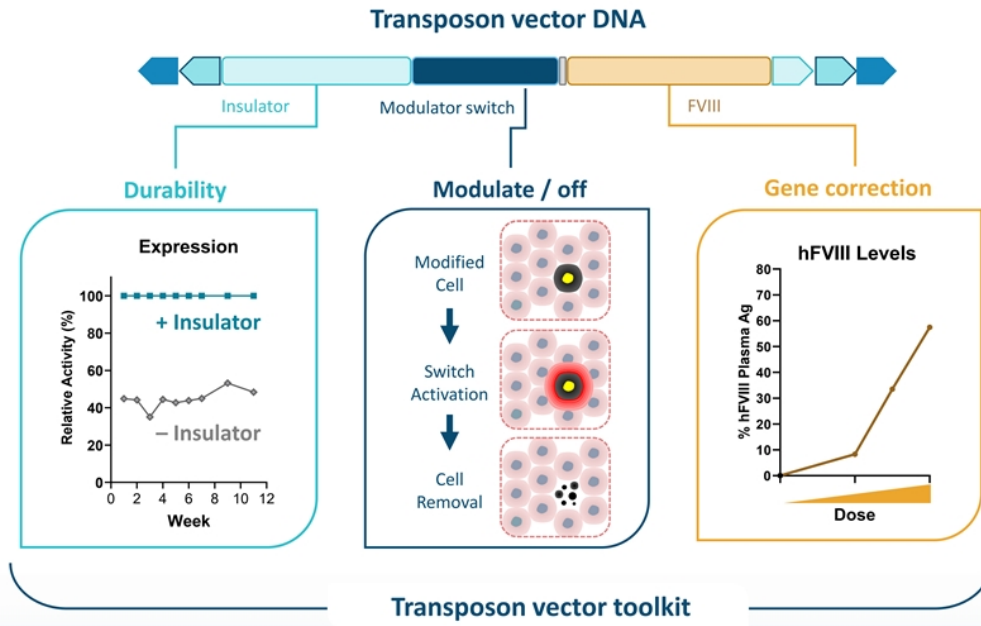 Transposon vector DNA
Insulator
Modulator switch
FVIII
Durability
Modulate / off
Gene correction
Expression
Relative Activity (%)
100
80
60
40
20
0
+ Insulator
– Insulator
0 2 4 6 8 10 12
Week
Modified
Cell
Switch
Activation
Cell
Removal
hFVIII Levels
% hFVIII Plasma Ag
80
70
60
50
40
30
20
10
0
Dose
Transposon vector toolkit